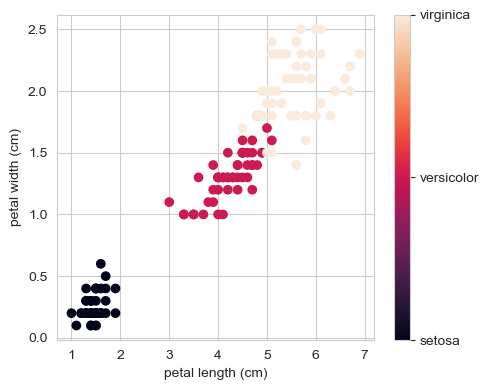 2.5
2.0
1.5
1.0
0.5
0.0
petal width (cm)
1 2 3 4 5 6 7
petal length (cm)
virginica
versicolor
setosa